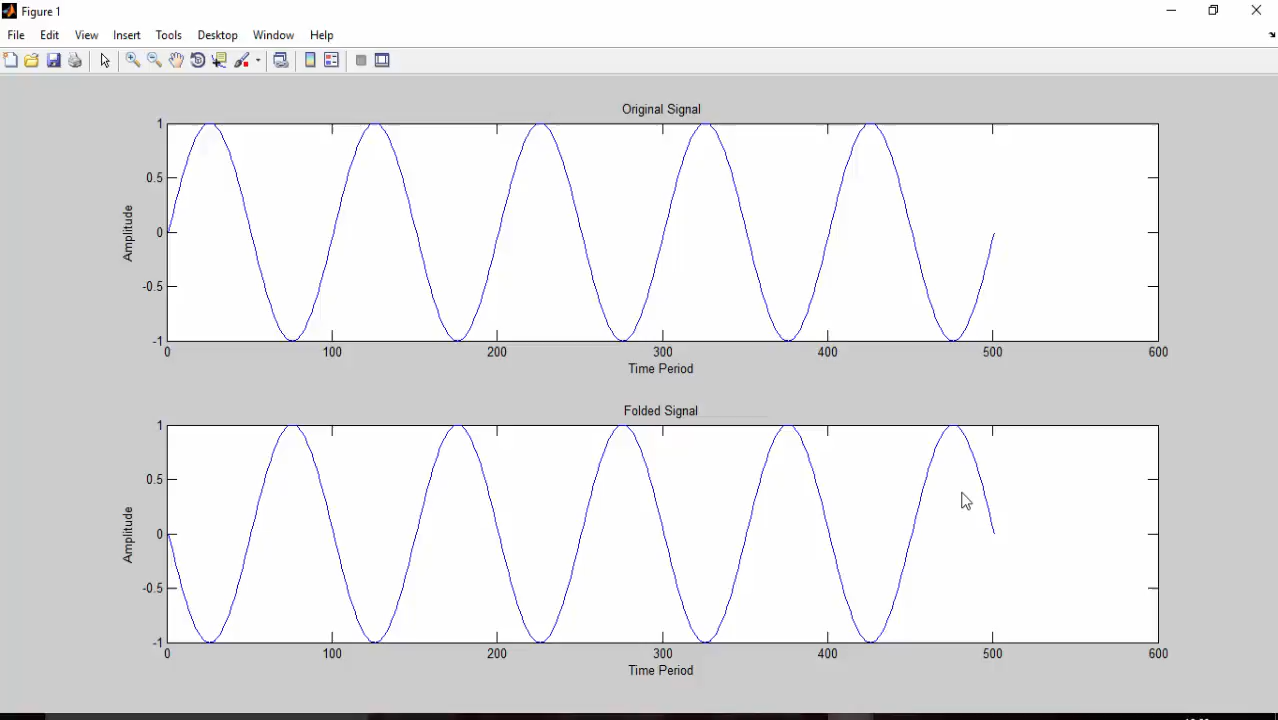 Figure 1
File Edit View Insert Tools Desktop Window Help
Original Signal
1
0.5
0
-0.5
-1
Amplitude
0 100 200 300 400 500 600
Time Period
Folded Signal
1
0.5
0
-0.5
-1
Amplitude
0 100 200 300 400 500 600
Time Period